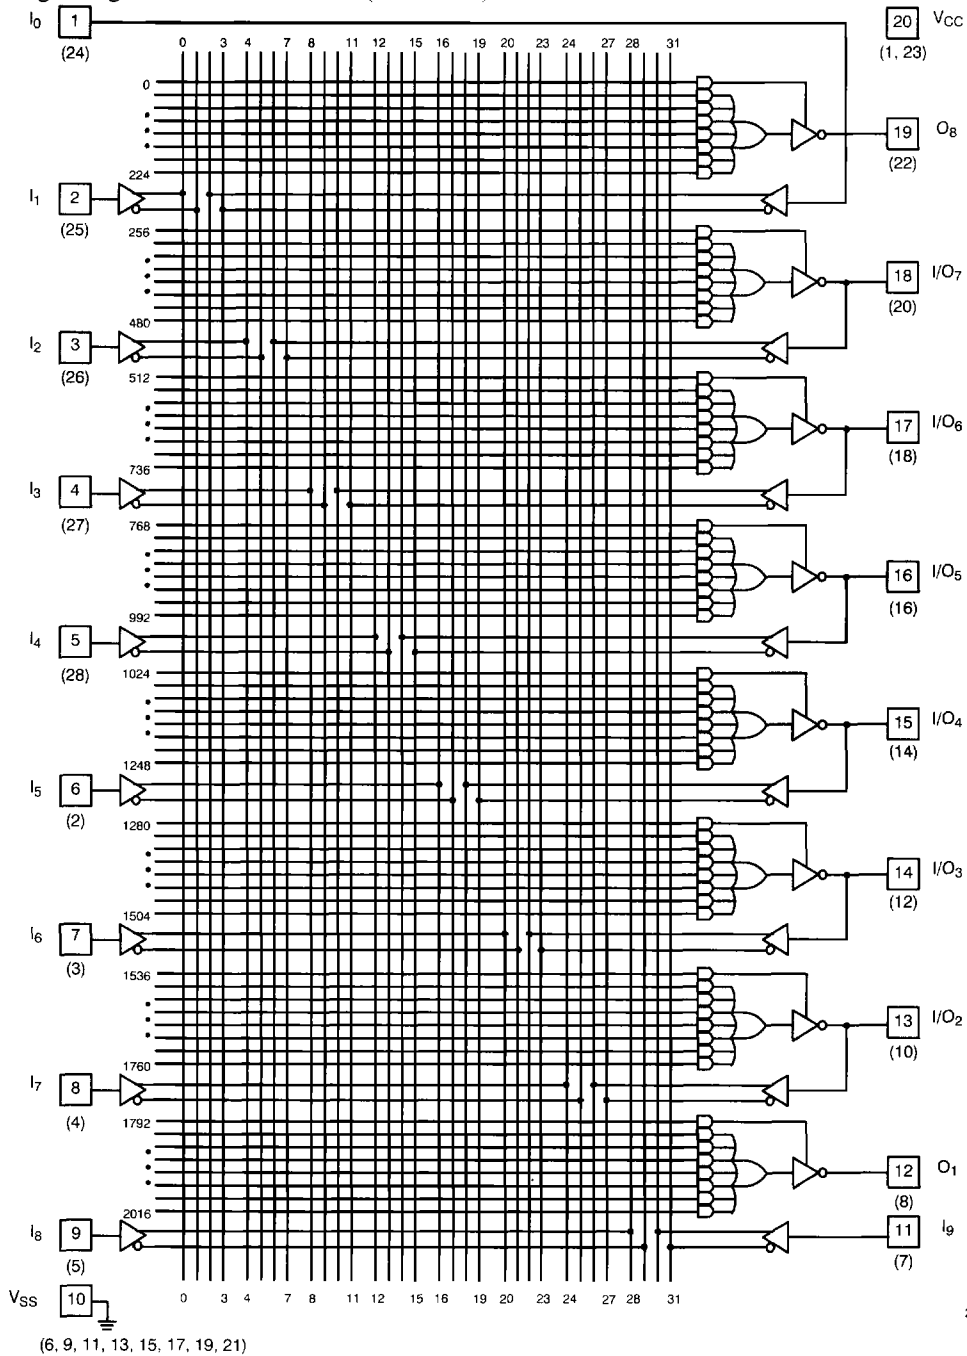 I0 1 20 VCC
(24) 0 3 4 7 8 11 12 15 16 19 20 23 24 27 28 31 (1, 23)
0
19 O8
(22)
224
I1 2
(25)
256
18 I/O7
(20)
480
I2 3
(26)
512
17 I/O6
(18)
736
I3 4
(27)
768
16 I/O5
(16)
992
I4 5
(28)
1024
15 I/O4
(14)
1248
I5 6
(2)
1280
14 I/O3
(12)
1504
I6 7
(3)
1536
13 I/O2
(10)
1760
I7 8
(4)
1792
12 O1
(8)
2016
I8 9 11 I9
(5) (7)
VSS 10 0 3 4 7 8 11 12 15 16 19 20 23 24 27 28 31
(6, 9, 11, 13, 15, 17, 19, 21)